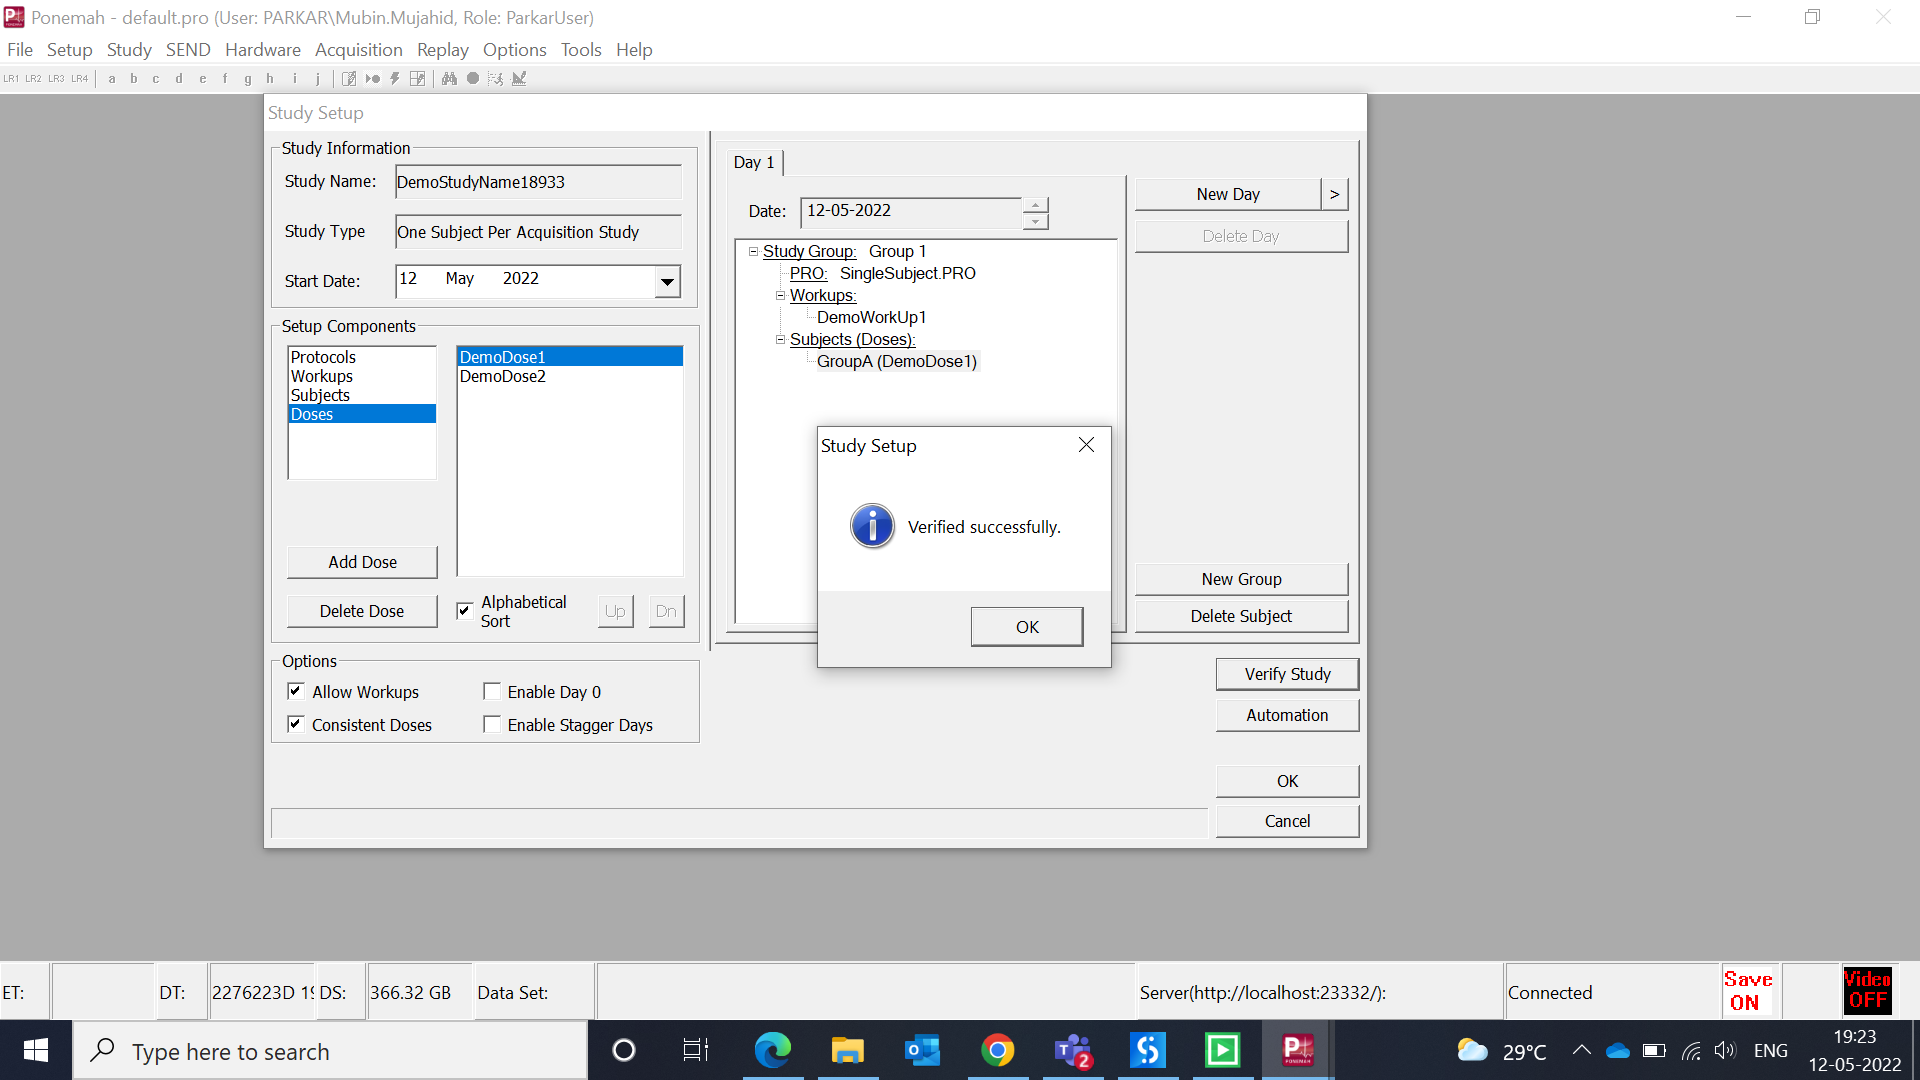 Ponemah - default.pro (User: PARKAR\Mubin.Mujahid, Role: ParkarUser)
File Setup Study SEND Hardware Acquisition Replay Options Tools Help
LR1 LR2 LR3 LR4 a b c d e f g h i j
Study Setup
Study Information
Study Name: DemoStudyName18933
Study Type One Subject Per Acquisition Study
Start Date: 12 May 2022
Setup Components
Protocols
Workups
Subjects
Doses
DemoDose1
DemoDose2
Add Dose
Delete Dose
Alphabetical
Sort
Up Dn
Options
Allow Workups
Enable Day 0
Consistent Doses
Enable Stagger Days
Day 1
Date: 12-05-2022
Study Group: Group 1
PRO: SingleSubject.PRO
Workups:
DemoWorkUp1
Subjects (Doses):
GroupA (DemoDose1)
New Day >
Delete Day
New Group
Delete Subject
Study Setup
Verified successfully.
OK
Verify Study
Automation
OK
Cancel
ET: DT: 2276223D 19 DS: 366.32 GB Data Set: Server(http://localhost:23332/): Connected
Save
ON
Video
OFF
Type here to search
2
PONEMAH
29°C
ENG
19:23
12-05-2022